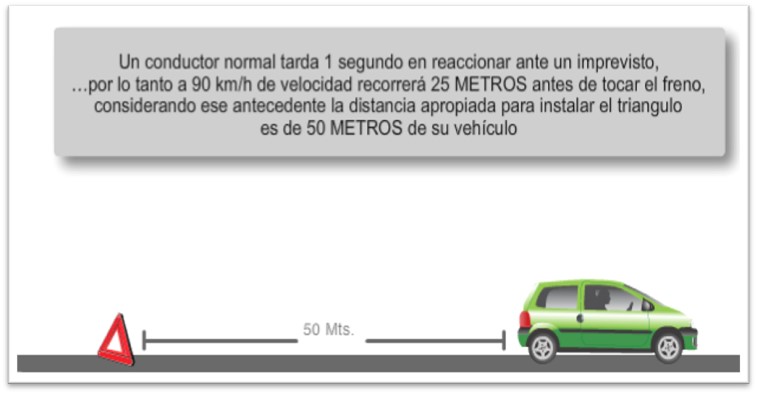 Un conductor normal tarda 1 segundo en reaccionar ante un imprevisto,
...por lo tanto a 90 km/h de velocidad recorrerá 25 METROS antes de tocar el freno,
considerando ese antecedente la distancia apropiada para instalar el triangulo
es de 50 METROS de su vehículo
50 Mts.